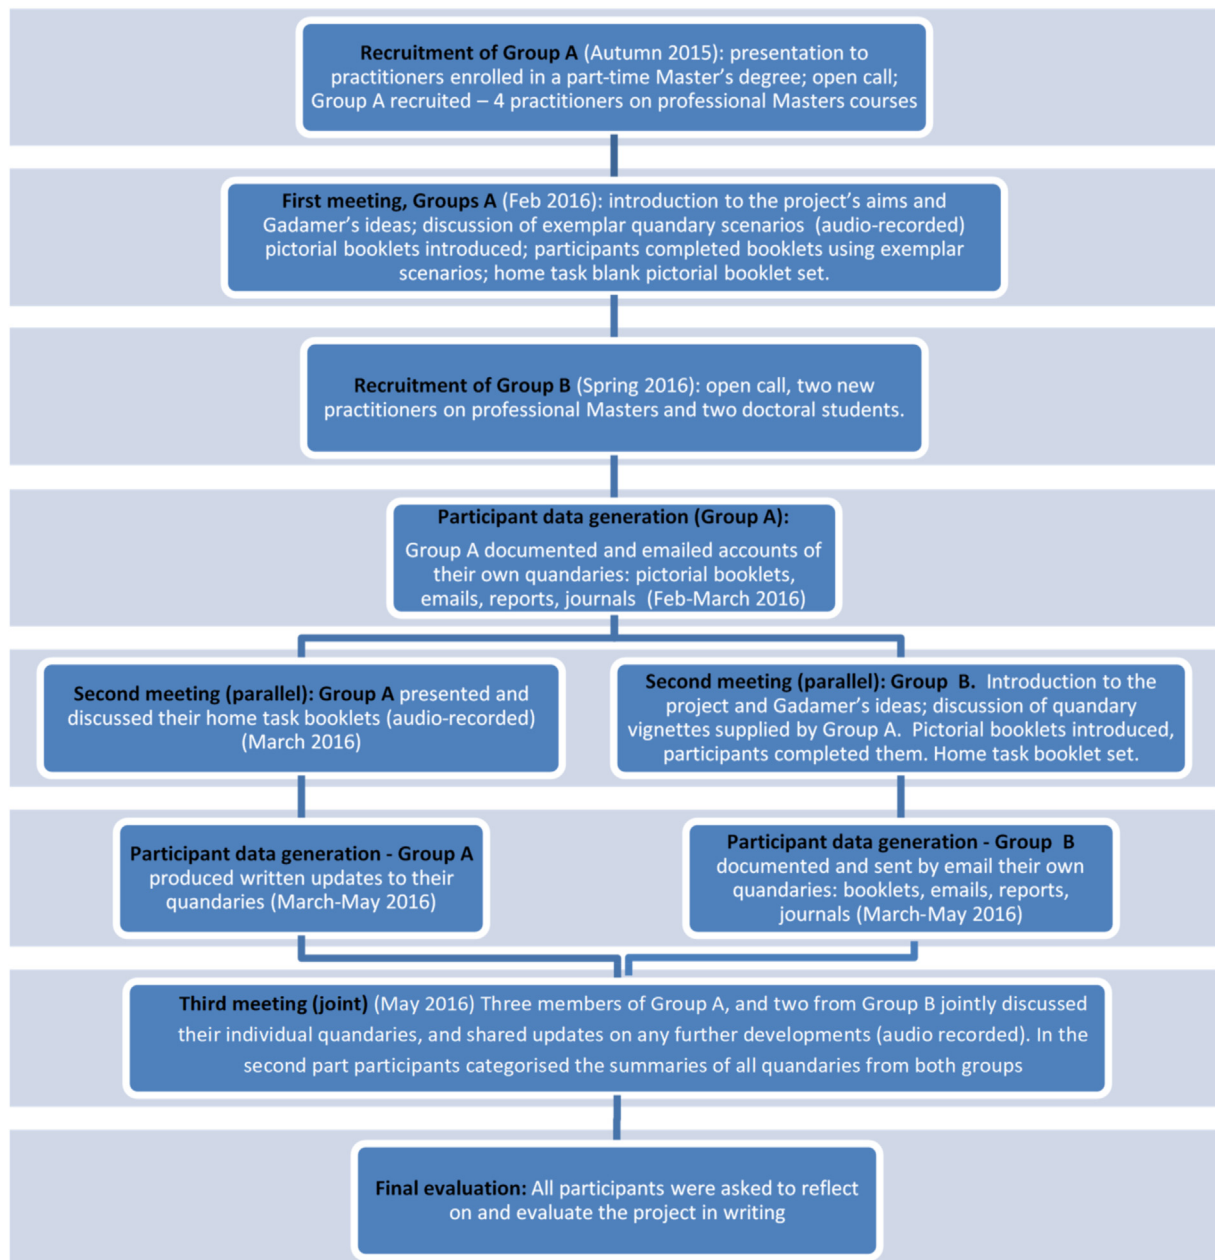 Recruitment of Group A (Autumn 2015): presentation to
practitioners enrolled in a part-time Master's degree; open call;
Group A recruited – 4 practitioners on professional Masters courses
First meeting, Groups A (Feb 2016): introduction to the project's aims and
Gadamer's ideas; discussion of exemplar quandary scenarios (audio-recorded)
pictorial booklets introduced; participants completed booklets using exemplar
scenarios; home task blank pictorial booklet set.
Recruitment of Group B (Spring 2016): open call, two new
practitioners on professional Masters and two doctoral students.
Participant data generation (Group A):
Group A documented and emailed accounts of
their own quandaries: pictorial booklets,
emails, reports, journals (Feb-March 2016)
Second meeting (parallel): Group A presented and
discussed their home task booklets (audio-recorded)
(March 2016)
Second meeting (parallel): Group B. Introduction to the
project and Gadamer's ideas; discussion of quandary
vignettes supplied by Group A. Pictorial booklets introduced,
participants completed them. Home task booklet set.
Participant data generation - Group A
produced written updates to their
quandaries (March-May 2016)
Participant data generation - Group B
documented and sent by email their own
quandaries: booklets, emails, reports,
journals (March-May 2016)
Third meeting (joint) (May 2016) Three members of Group A, and two from Group B jointly discussed
their individual quandaries, and shared updates on any further developments (audio recorded). In the
second part participants categorised the summaries of all quandaries from both groups
Final evaluation: All participants were asked to reflect
on and evaluate the project in writing